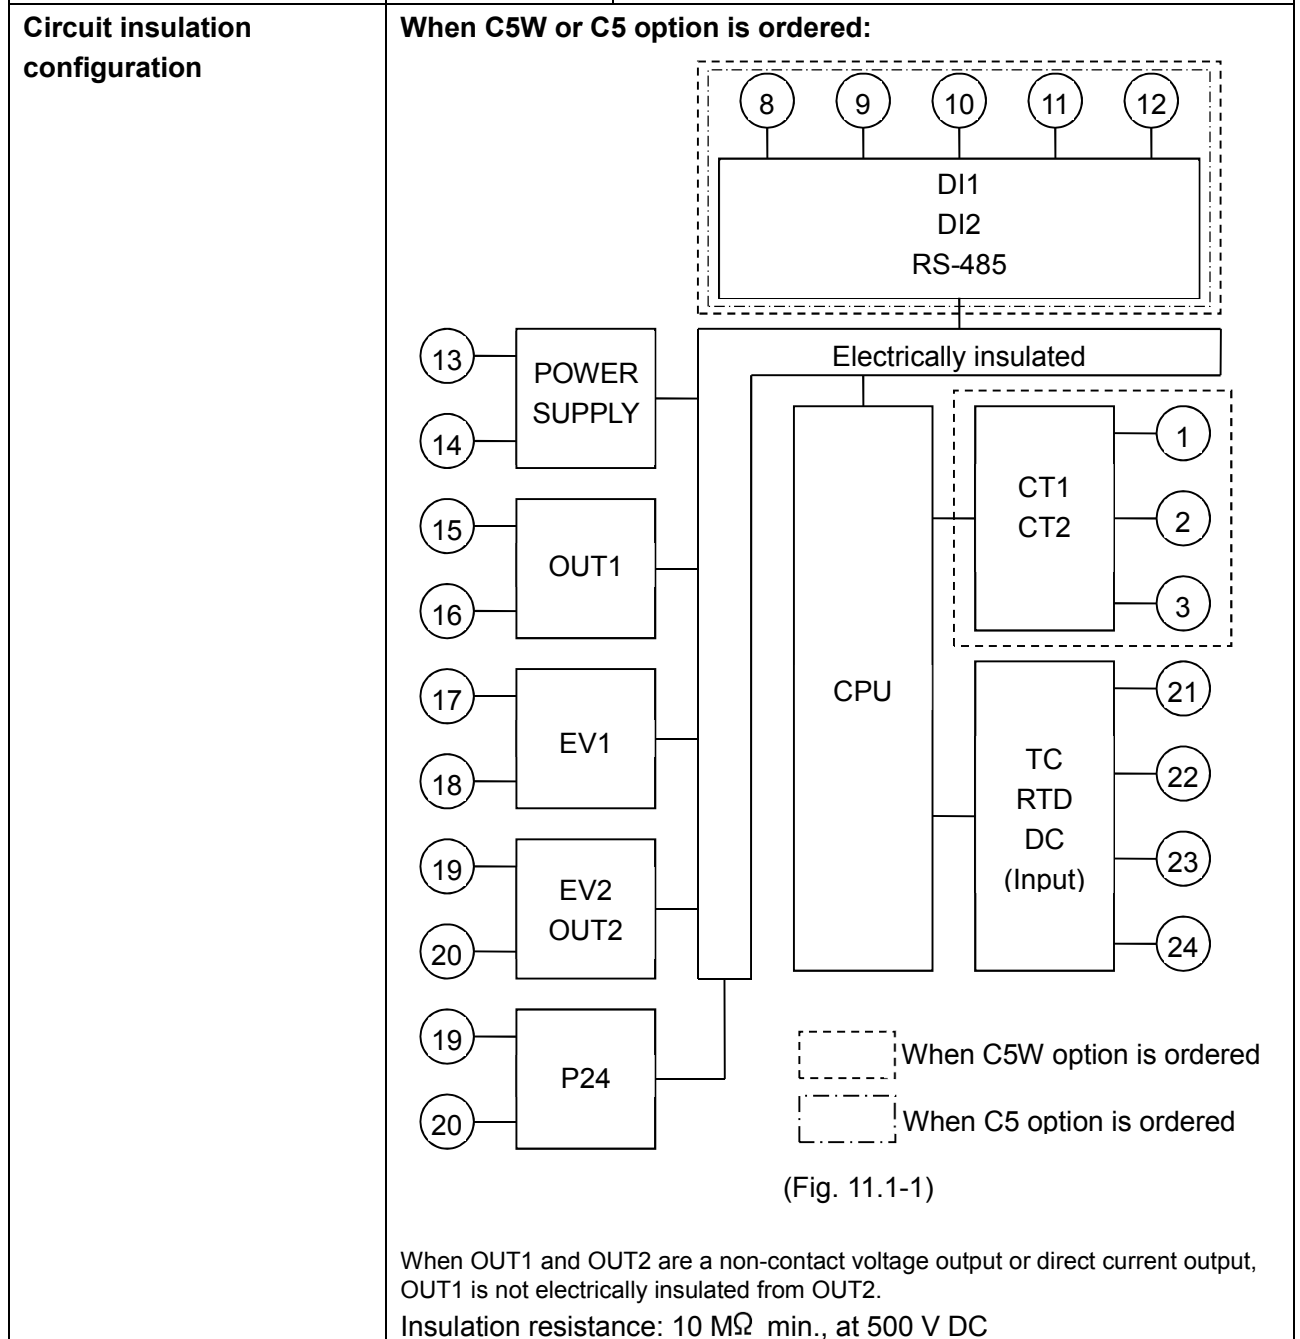 Circuit insulation
configuration
When C5W or C5 option is ordered:
8 9 10 11 12
DI1
DI2
RS-485
Electrically insulated
13
14
POWER
SUPPLY
15
16
OUT1
17
18
EV1
19
20
EV2
OUT2
19
20
P24
CPU
CT1
CT2
1
2
3
TC
RTD
DC
(Input)
21
22
23
24
When C5W option is ordered
When C5 option is ordered
(Fig. 11.1-1)
When OUT1 and OUT2 are a non-contact voltage output or direct current output,
OUT1 is not electrically insulated from OUT2.
Insulation resistance: 10 MΩ min., at 500 V DC